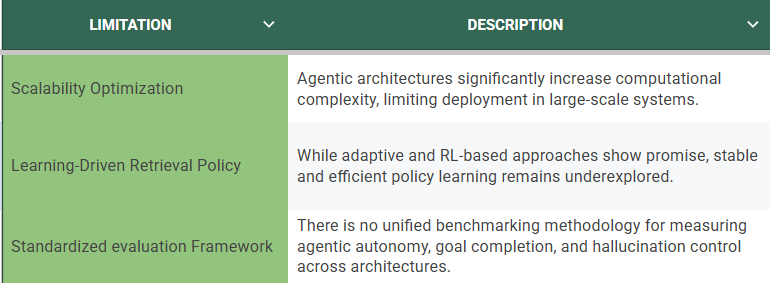 LIMITATION
DESCRIPTION
Scalability Optimization
Agentic architectures significantly increase computational
complexity, limiting deployment in large-scale systems.
Learning-Driven Retrieval Policy
While adaptive and RL-based approaches show promise, stable
and efficient policy learning remains underexplored.
Standardized evaluation Framework
There is no unified benchmarking methodology for measuring
agentic autonomy, goal completion, and hallucination control
across architectures.